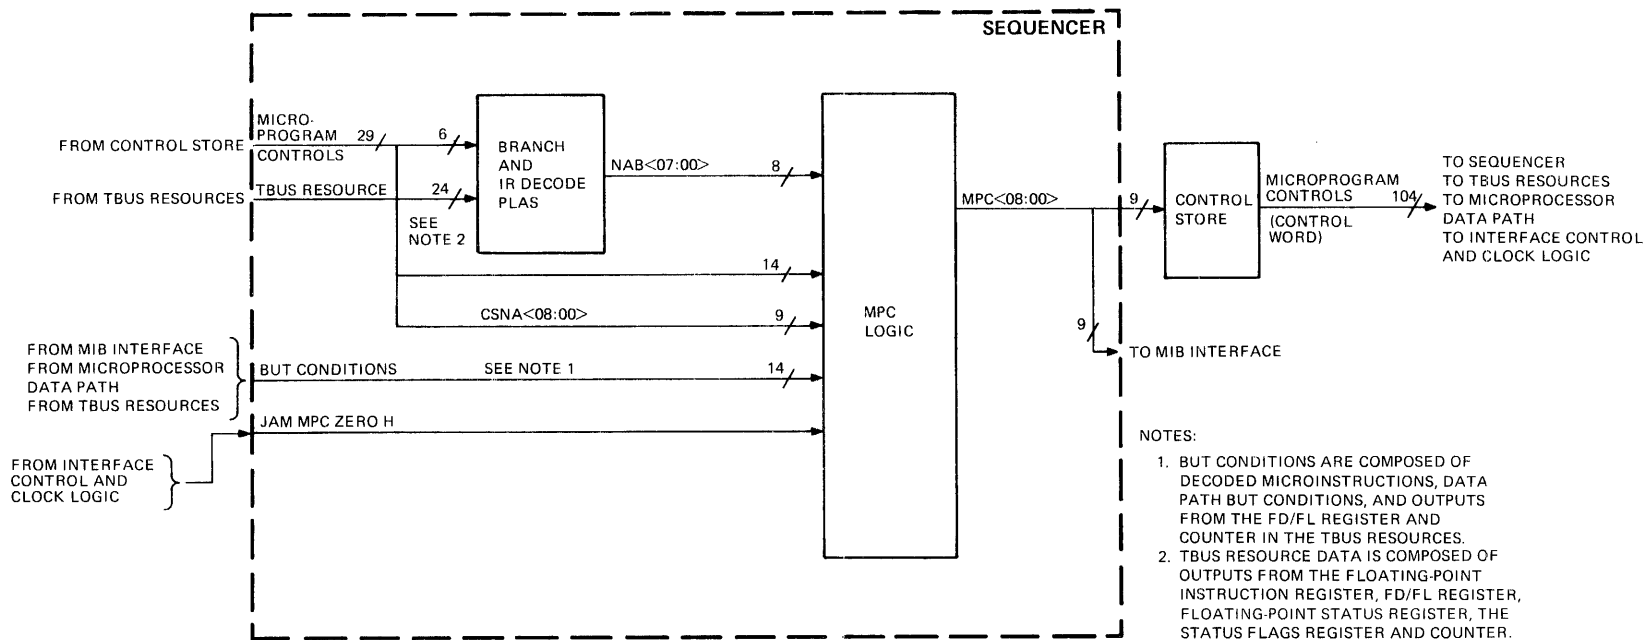 SEQUENCER
FROM CONTROL STORE
MICRO-
PROGRAM
CONTROLS
29
6
FROM TBUS RESOURCES
TBUS RESOURCE
24
SEE
NOTE 2
BRANCH
AND
IR DECODE
PLAS
NAB<07:00>
8
14
CSNA<08:00>
9
FROM MIB INTERFACE
FROM MICROPROCESSOR
DATA PATH
FROM TBUS RESOURCES
BUT CONDITIONS
SEE NOTE 1
14
JAM MPC ZERO H
FROM INTERFACE
CONTROL AND
CLOCK LOGIC
MPC
LOGIC
MPC<08:00>
9
CONTROL
STORE
MICROPROGRAM
CONTROLS
104
(CONTROL
WORD)
TO SEQUENCER
TO TBUS RESOURCES
TO MICROPROCESSOR
DATA PATH
TO INTERFACE CONTROL
AND CLOCK LOGIC
9
TO MIB INTERFACE
NOTES:
1. BUT CONDITIONS ARE COMPOSED OF
DECODED MICROINSTRUCTIONS, DATA
PATH BUT CONDITIONS, AND OUTPUTS
FROM THE FD/FL REGISTER AND
COUNTER IN THE TBUS RESOURCES.
2. TBUS RESOURCE DATA IS COMPOSED OF
OUTPUTS FROM THE FLOATING-POINT
INSTRUCTION REGISTER, FD/FL REGISTER,
FLOATING-POINT STATUS REGISTER, THE
STATUS FLAGS REGISTER AND COUNTER.